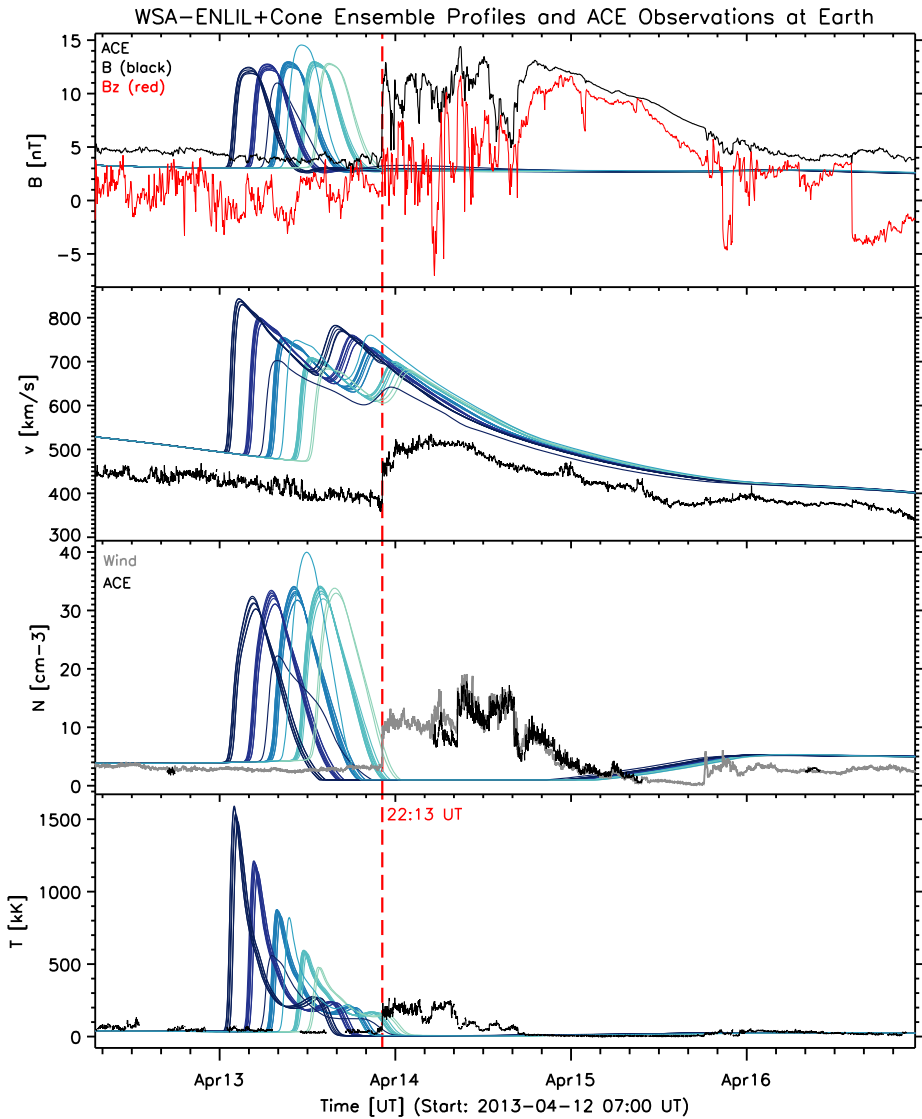 WSA-ENLIL+Cone Ensemble Profiles and ACE Observations at Earth
ACE
B (black)
Bz (red)
15
10
5
0
-5
B [nT]
800
700
600
500
400
300
v [km/s]
Wind
ACE
40
30
20
10
0
N [cm-3]
22:13 UT
1500
1000
500
0
T [kK]
Apr13 Apr14 Apr15 Apr16
Time [UT] (Start: 2013-04-12 07:00 UT)